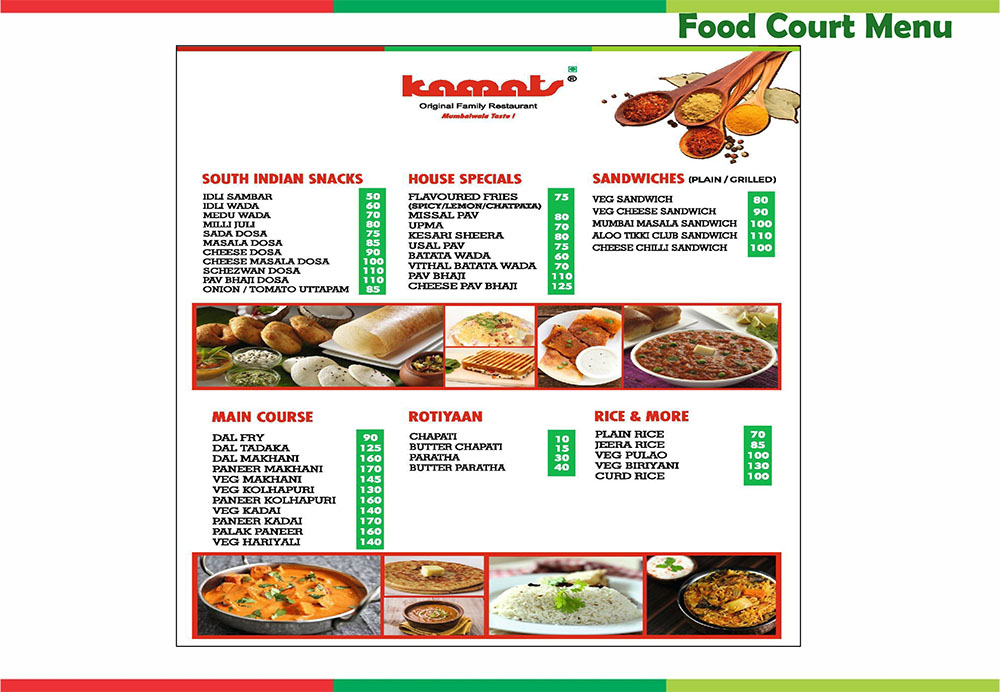 Food Court Menu
kamats ®
Original Family Restaurant
Mumbaiwala Taste !
SOUTH INDIAN SNACKS
IDLI SAMBAR 50
IDLI WADA 60
MEDU WADA 70
MILLI JULI 80
SADA DOSA 75
MASALA DOSA 85
CHEESE DOSA 90
CHEESE MASALA DOSA 100
SCHEZWAN DOSA 110
PAV BHAJI DOSA 110
ONION / TOMATO UTTAPAM 85
HOUSE SPECIALS
FLAVOURED FRIES 75
(SPICY/LEMON/CHATPATA)
MISSAL PAV 80
UPMA 70
KESARI SHEERA 80
USAL PAV 75
BATATA WADA 60
VITHAL BATATA WADA 70
PAV BHAJI 110
CHEESE PAV BHAJI 125
SANDWICHES (PLAIN / GRILLED)
VEG SANDWICH 80
VEG CHEESE SANDWICH 90
MUMBAI MASALA SANDWICH 100
ALOO TIKKI CLUB SANDWICH 110
CHEESE CHILLI SANDWICH 100
MAIN COURSE
DAL FRY 90
DAL TADAKA 125
DAL MAKHANI 160
PANEER MAKHANI 170
VEG MAKHANI 145
VEG KOLHAPURI 130
PANEER KOLHAPURI 160
VEG KADAI 140
PANEER KADAI 170
PALAK PANEER 160
VEG HARIYALI 140
ROTIYAAN
CHAPATI 10
BUTTER CHAPATI 15
PARATHA 30
BUTTER PARATHA 40
RICE & MORE
PLAIN RICE 70
JEERA RICE 85
VEG PULAO 100
VEG BIRIYANI 130
CURD RICE 100